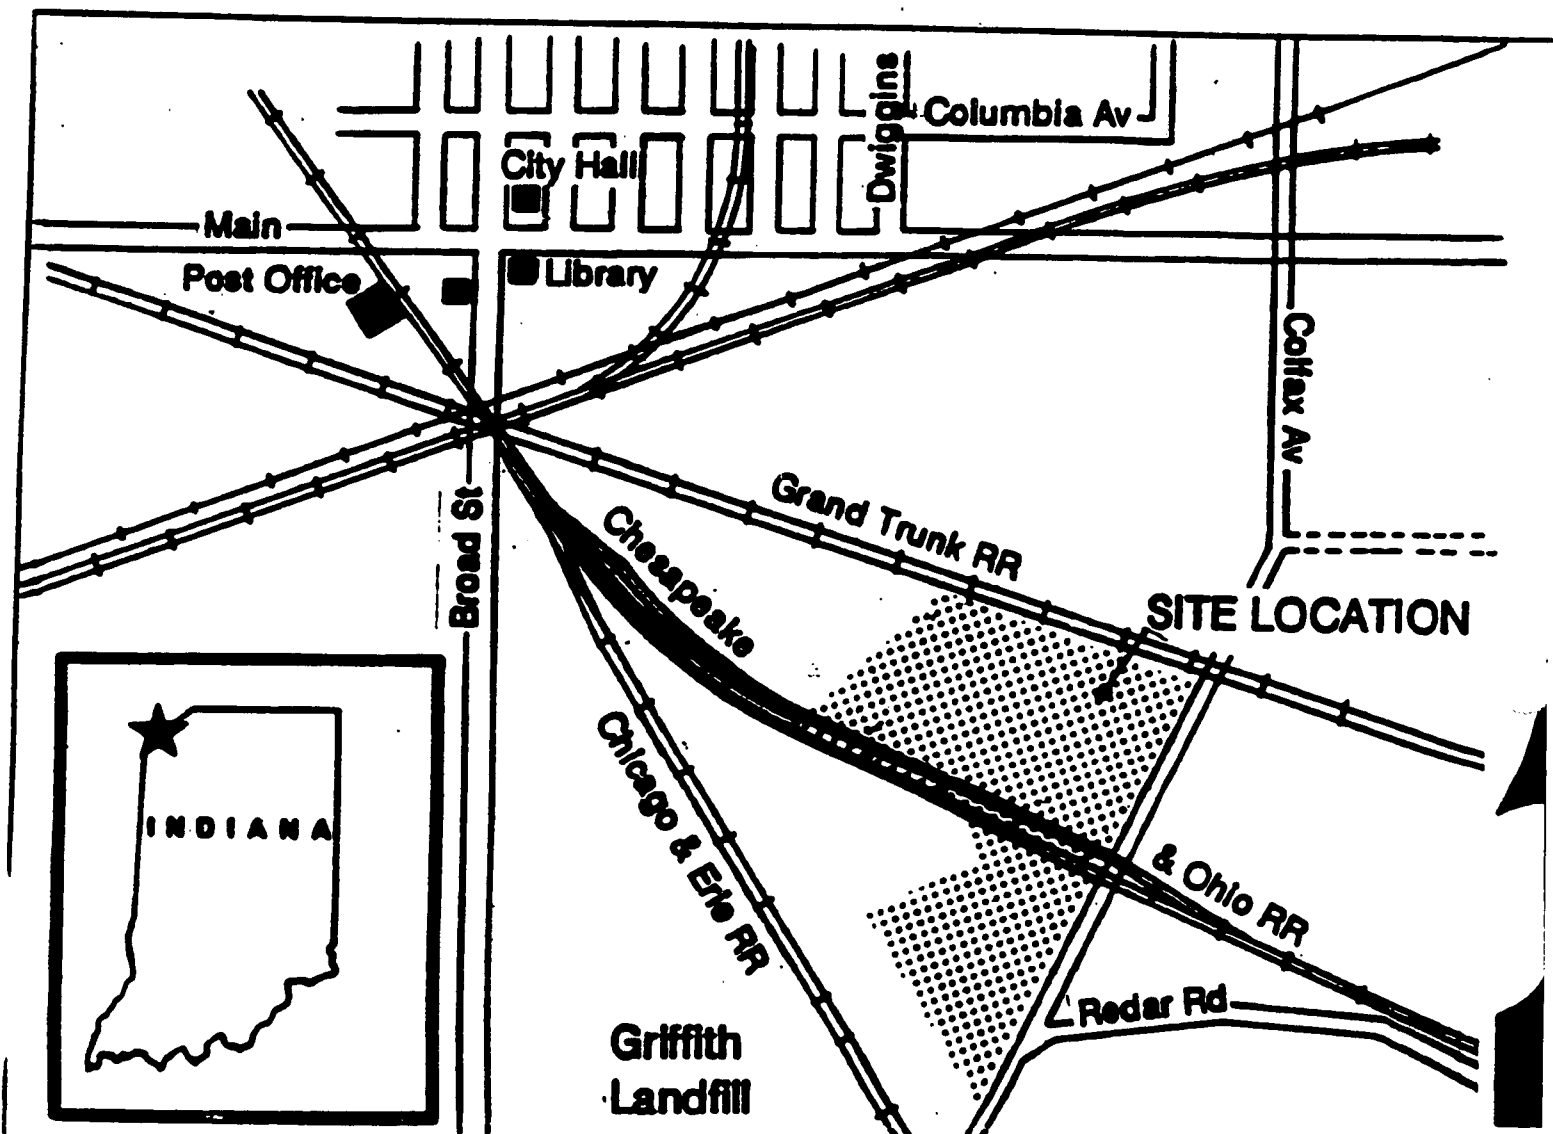 Dwiggins
Columbia Av
City Hall
Main
Post Office
Library
Colfax Av
Grand Trunk RR
Broad St
Chesapeake
SITE LOCATION
Chicago & Erie RR
INDIANA
& Ohio RR
Redar Rd
Griffith
Landfill